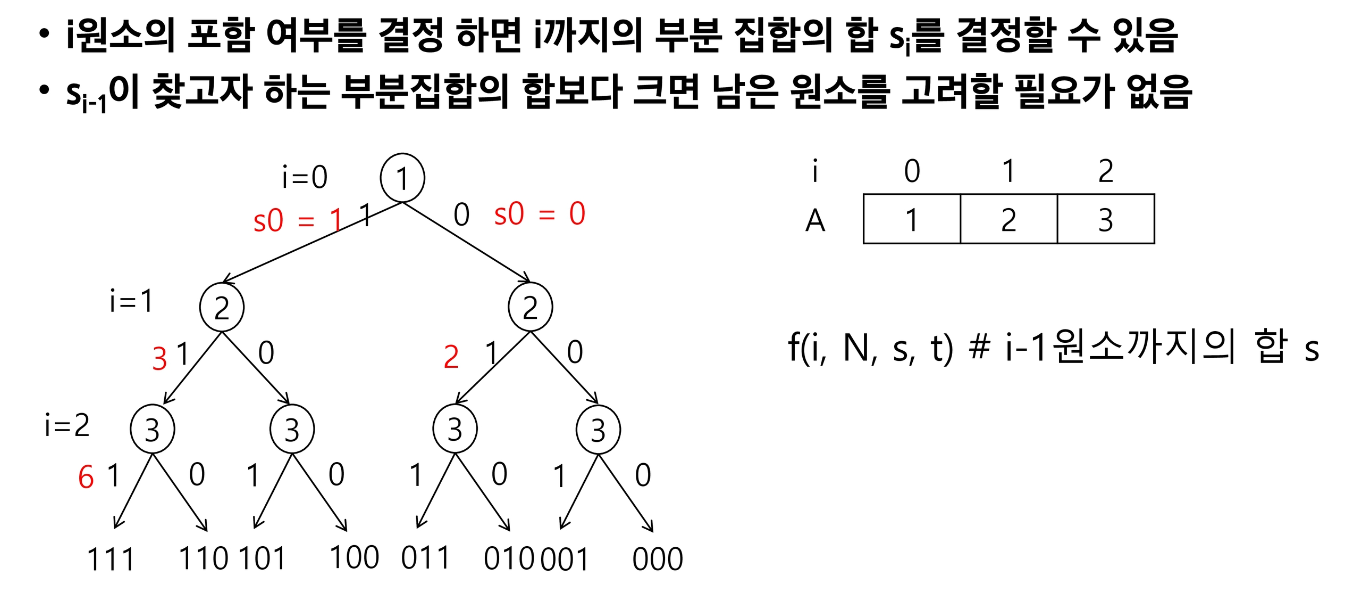 • i원소의 포함 여부를 결정 하면 i까지의 부분 집합의 합 si를 결정할 수 있음
• si-1이 찾고자 하는 부분집합의 합보다 크면 남은 원소를 고려할 필요가 없음
i=0 1
s0 = 1 1 0 s0 = 0
i=1 2 2
3 1 0 2 1 0
i=2 3 3 3 3
6 1 0 1 0 1 0 1 0
111 110 101 100 011 010 001 000
i 0 1 2
A 1 2 3
f(i, N, s, t) # i-1원소까지의 합 s